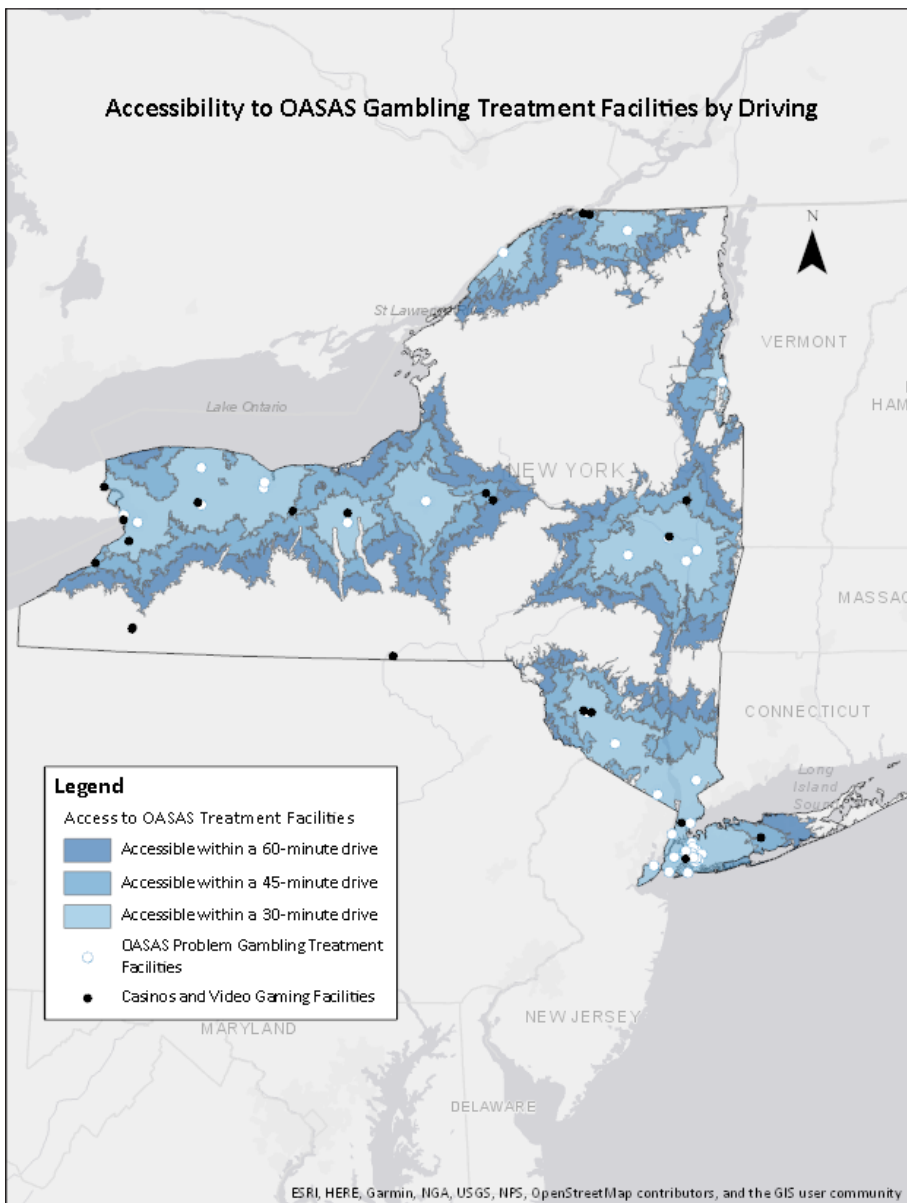 Accessibility to OASAS Gambling Treatment Facilities by Driving
N
St Lawrence
VERMONT
Lake Ontario
HAM
NEW YORK
MASSAC
CONNECTICUT
Long
Island
Sound
Legend
Access to OASAS Treatment Facilities
Accessible within a 60-minute drive
Accessible within a 45-minute drive
Accessible within a 30-minute drive
OASAS Problem Gambling Treatment
Facilities
Casinos and Video Gaming Facilities
MARYLAND
NEW JERSEY
DELAWARE
ESRI, HERE, Garmin, NGA, USGS, NPS, OpenStreetMap contributors, and the GIS user community